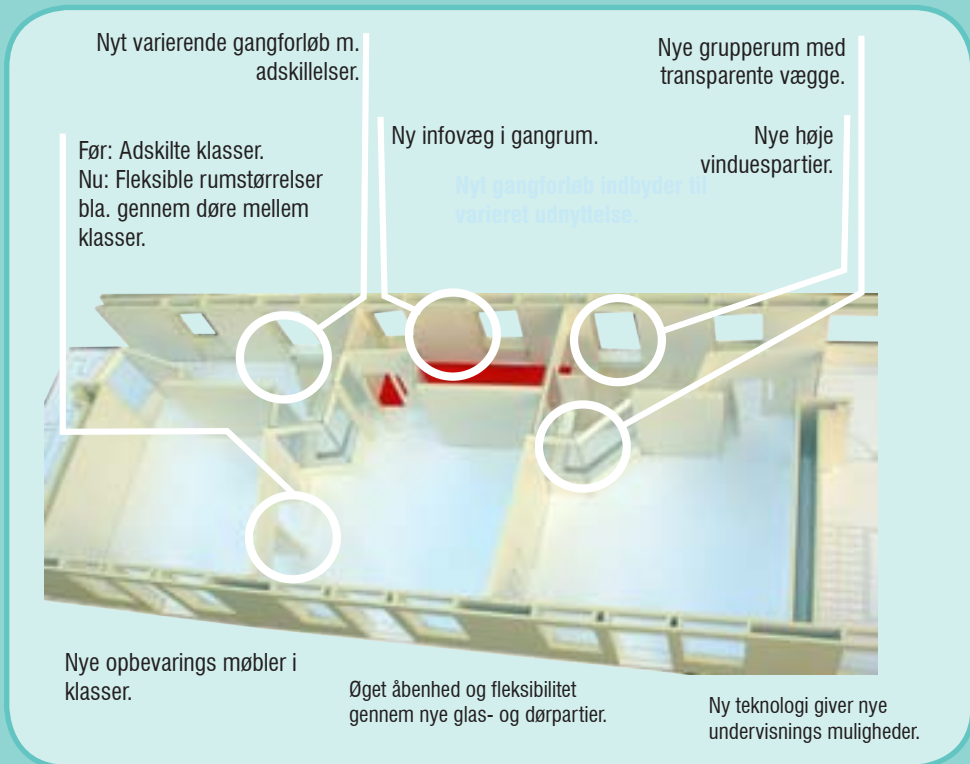 Nyt varierende gangforløb m.
adskillelser.
Nye grupperum med
transparente vægge.
Ny infovæg i gangrum.
Nye høje
vinduespartier.
Før: Adskilte klasser.
Nu: Fleksible rumstørrelser
bla. gennem døre mellem
klasser.
Nyt gangforløb indbyder til
varieret udnyttelse.
Nye opbevarings møbler i
klasser.
Øget åbenhed og fleksibilitet
gennem nye glas- og dørpartier.
Ny teknologi giver nye
undervisnings muligheder.